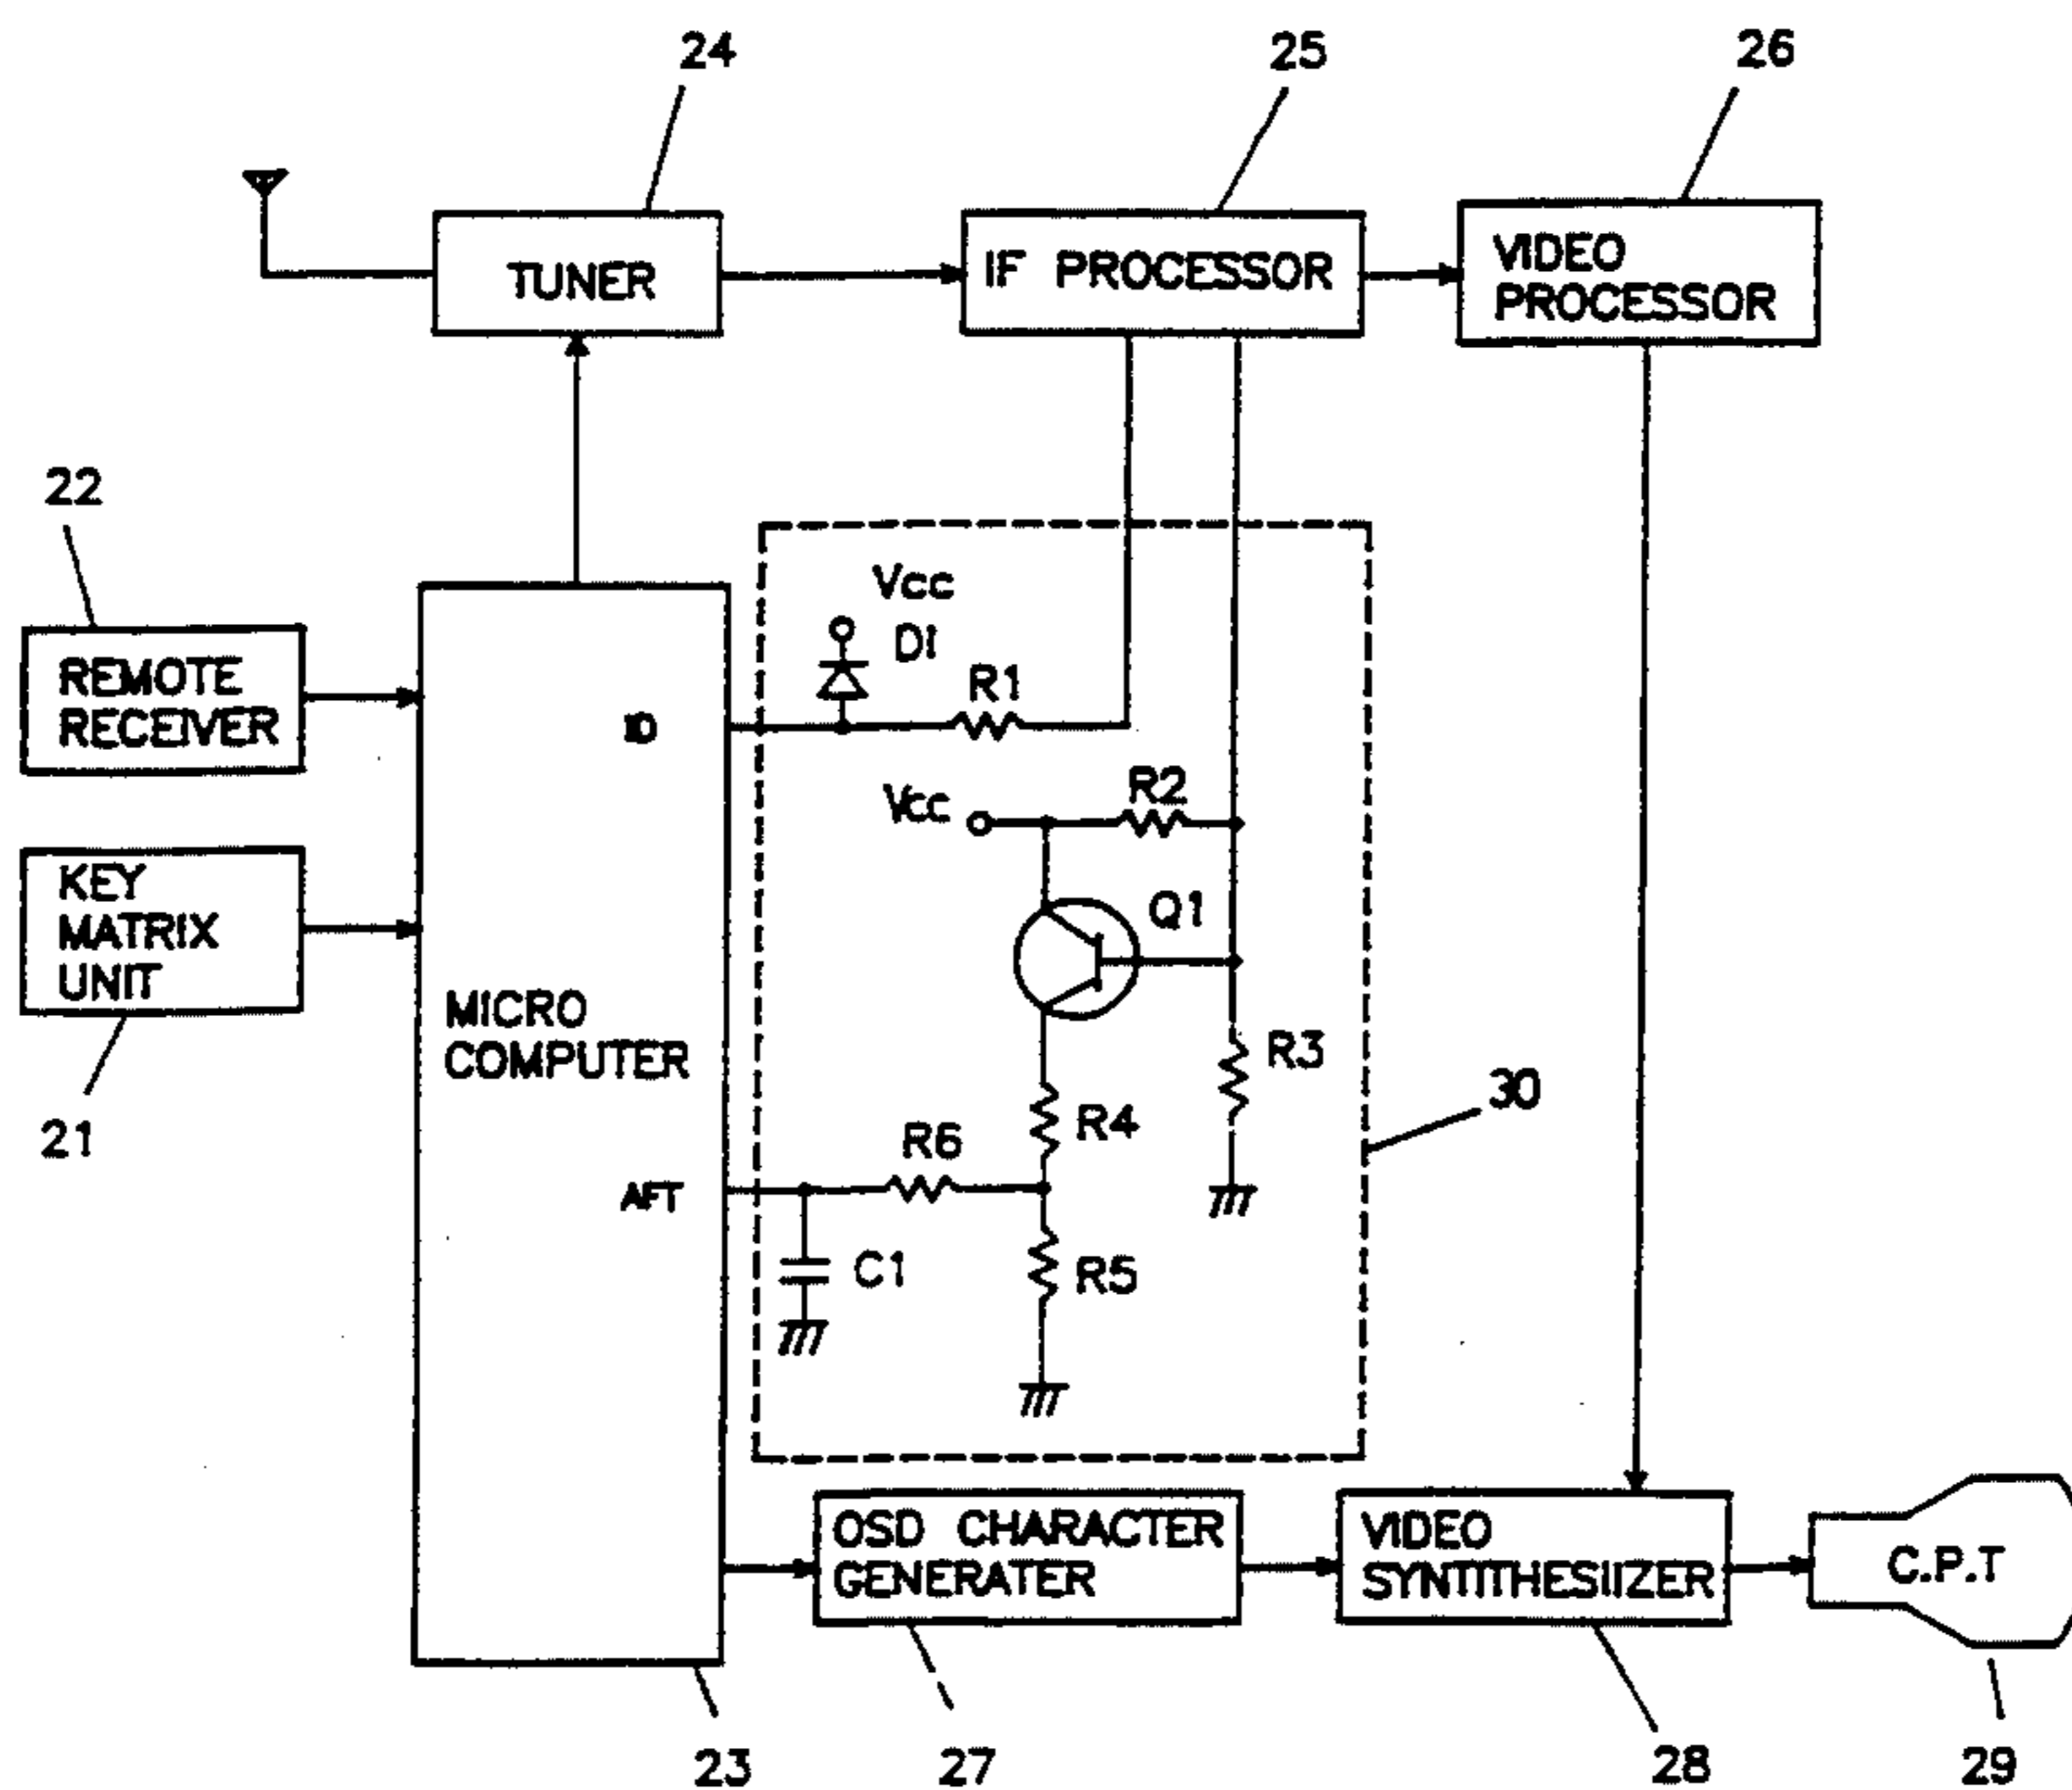 24
25
26
TUNER
IF PROCESSOR
VIDEO
PROCESSOR
22
REMOTE
RECEIVER
Vcc
D1
R1
ID
Vcc
R2
KEY
MATRIX
UNIT
Q1
MICRO
COMPUTER
R3
30
21
R4
R6
AFT
C1
R5
OSD CHARACTER
GENERATER
VIDEO
SYNTITHESIIZER
C.P.T
23
27
28
29